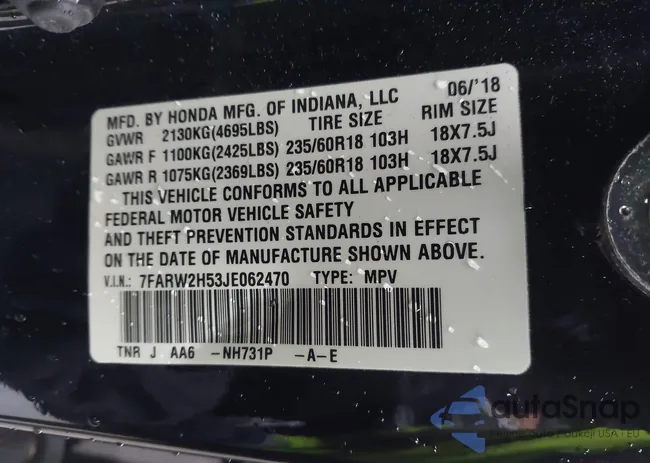 MFD. BY HONDA MFG. OF INDIANA, LLC 06/'18
GVWR 2130KG(4695LBS) TIRE SIZE RIM SIZE
GAWR F 1100KG(2425LBS) 235/60R18 103H 18X7.5J
GAWR R 1075KG(2369LBS) 235/60R18 103H 18X7.5J
THIS VEHICLE CONFORMS TO ALL APPLICABLE
FEDERAL MOTOR VEHICLE SAFETY
AND THEFT PREVENTION STANDARDS IN EFFECT
ON THE DATE OF MANUFACTURE SHOWN ABOVE.
V.I.N.: 7FARW2H53JE062470 TYPE: MPV
TNR J AA6 -NH731P -A-E
autoSnap
USA - EU